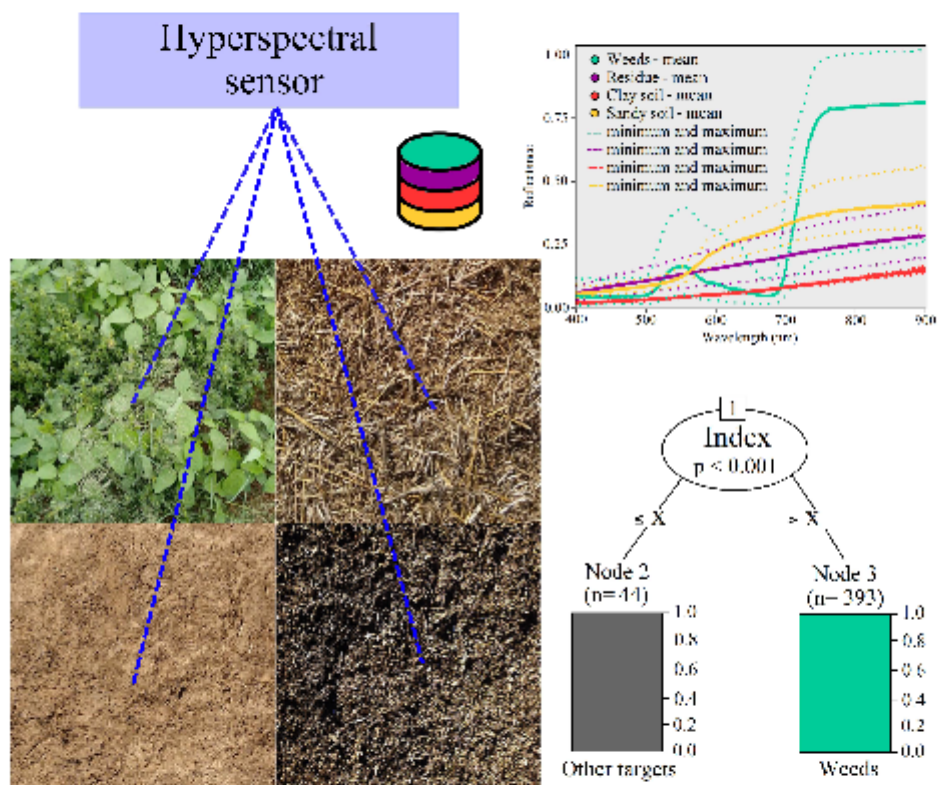 Hyperspectral
sensor
1.00
0.75
0.50
0.25
0.00
Reflectance
Weeds - mean
Residue - mean
Clay soil - mean
Sandy soil - mean
minimum and maximum
minimum and maximum
minimum and maximum
minimum and maximum
400 500 600 700 800 900
Wavelength (nm)
1
Index
p < 0.001
≤ X
> X
Node 2
(n= 44)
1.0
0.8
0.6
0.4
0.2
0.0
Other targets
Node 3
(n= 393)
1.0
0.8
0.6
0.4
0.2
0.0
Weeds